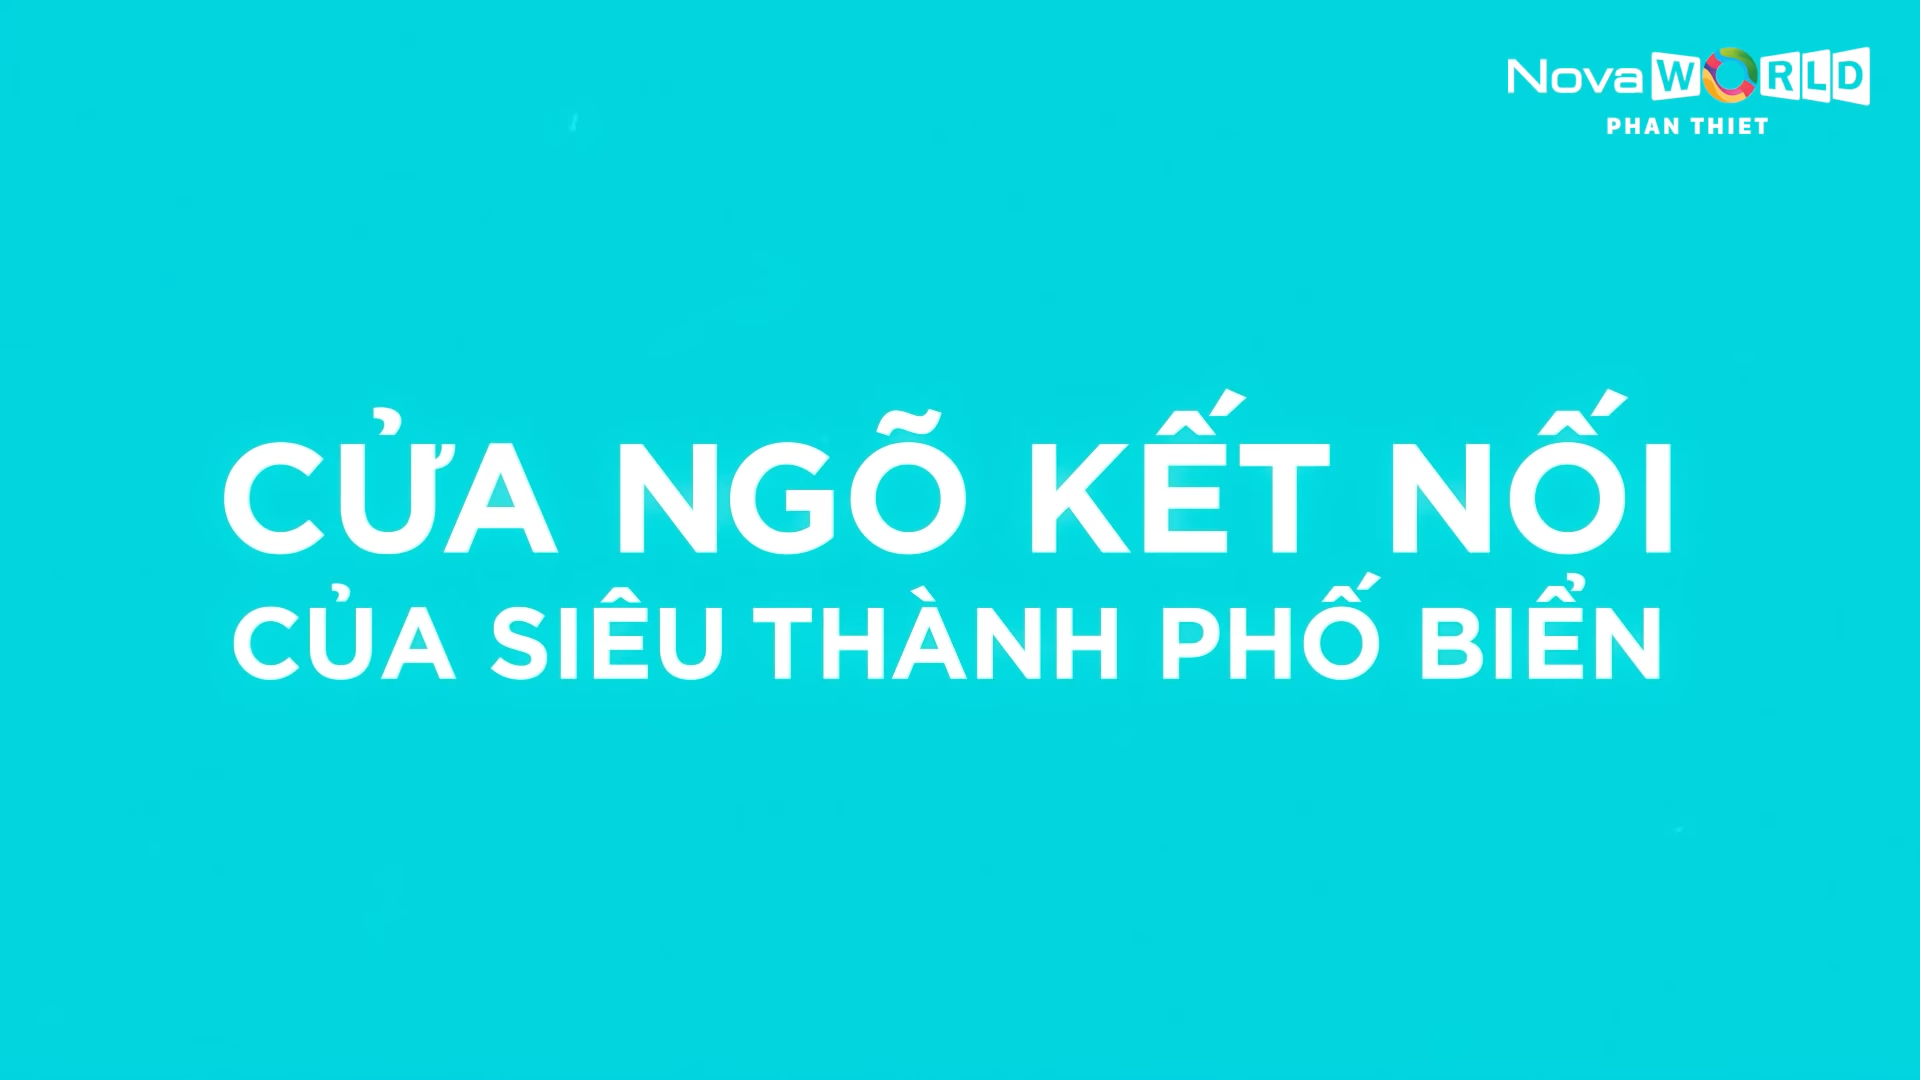 NovaWORLD
PHAN THIET
CỬA NGÕ KẾT NỐI
CỦA SIÊU THÀNH PHỐ BIỂN